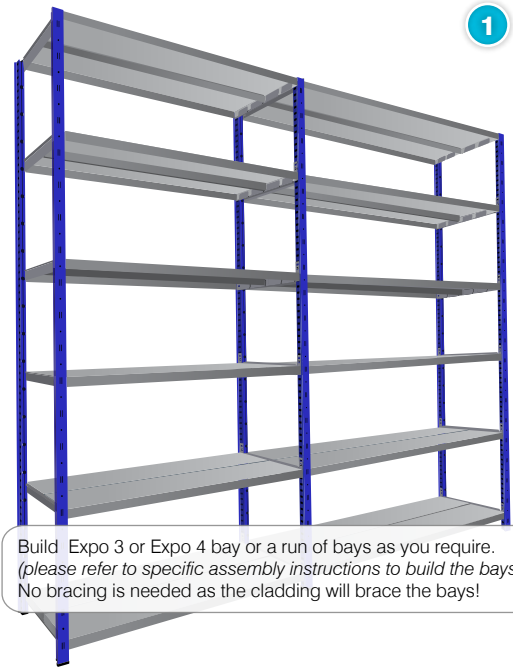 1
Build Expo 3 or Expo 4 bay or a run of bays as you require.
(please refer to specific assembly instructions to build the bays
No bracing is needed as the cladding will brace the bays!